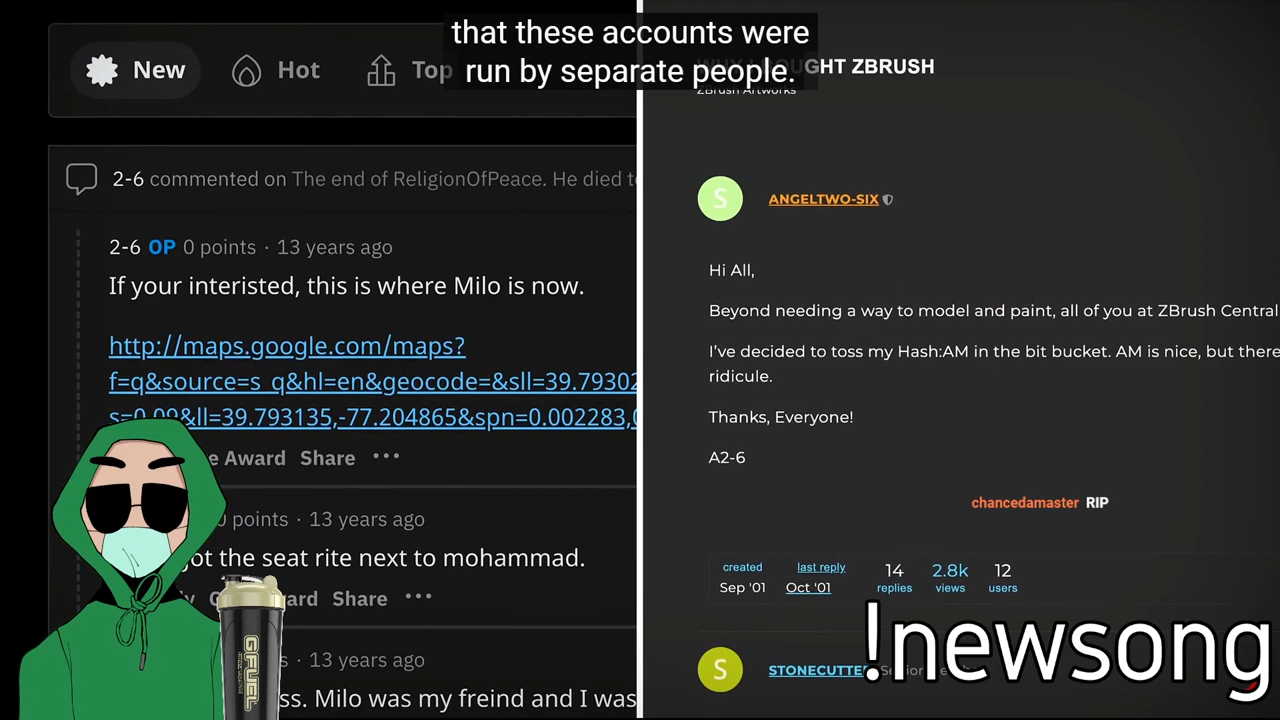 that these accounts were
run by separate people.
New
Hot
Top
GHT ZBRUSH
ZBrush Artworks
2-6 commented on The end of ReligionOfPeace. He died
2-6 OP 0 points · 13 years ago
If your interisted, this is where Milo is now.
http://maps.google.com/maps?
f=q&source=s_q&hl=en&geocode=&sll=39.79302
s=0.09&ll=39.793135,-77.204865&spn=0.002283,
Award Share •••
points · 13 years ago
got the seat rite next to mohammad.
Share •••
13 years ago
ss. Milo was my freind and I was
S
ANGELTWO-SIX
Hi All,
Beyond needing a way to model and paint, all of you at ZBrush Central
I've decided to toss my Hash:AM in the bit bucket. AM is nice, but there
ridicule.
Thanks, Everyone!
A2-6
chancedamaster RIP
created
Sep '01
last reply
Oct '01
14
replies
2.8k
views
12
users
S
STONECUTTE
!newsong
GFUEL